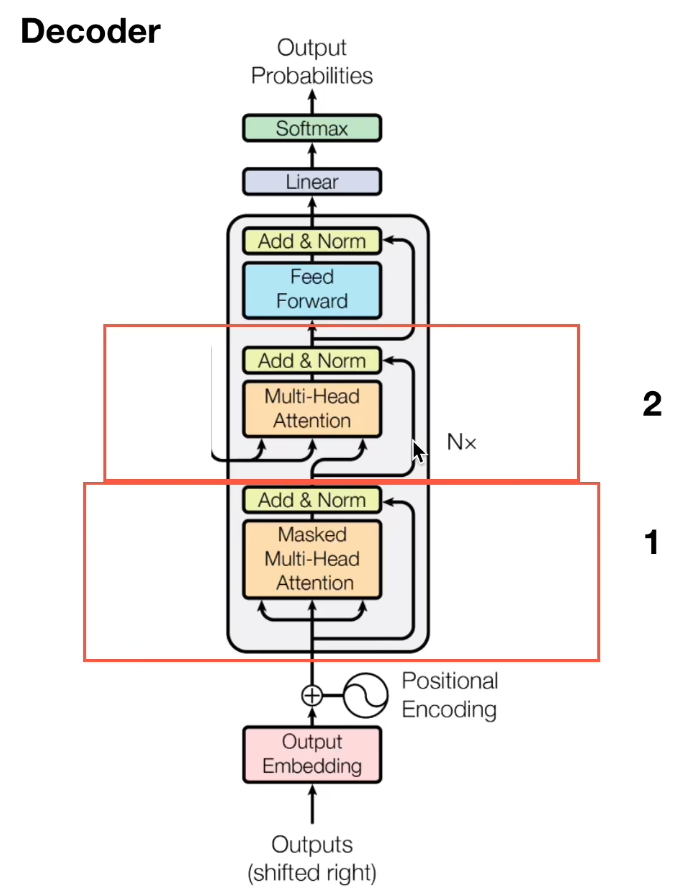 Decoder
Output
Probabilities
Softmax
Linear
Add & Norm
Feed
Forward
Add & Norm
Multi-Head
Attention
2
N×
Add & Norm
Masked
Multi-Head
Attention
1
Positional
Encoding
Output
Embedding
Outputs
(shifted right)